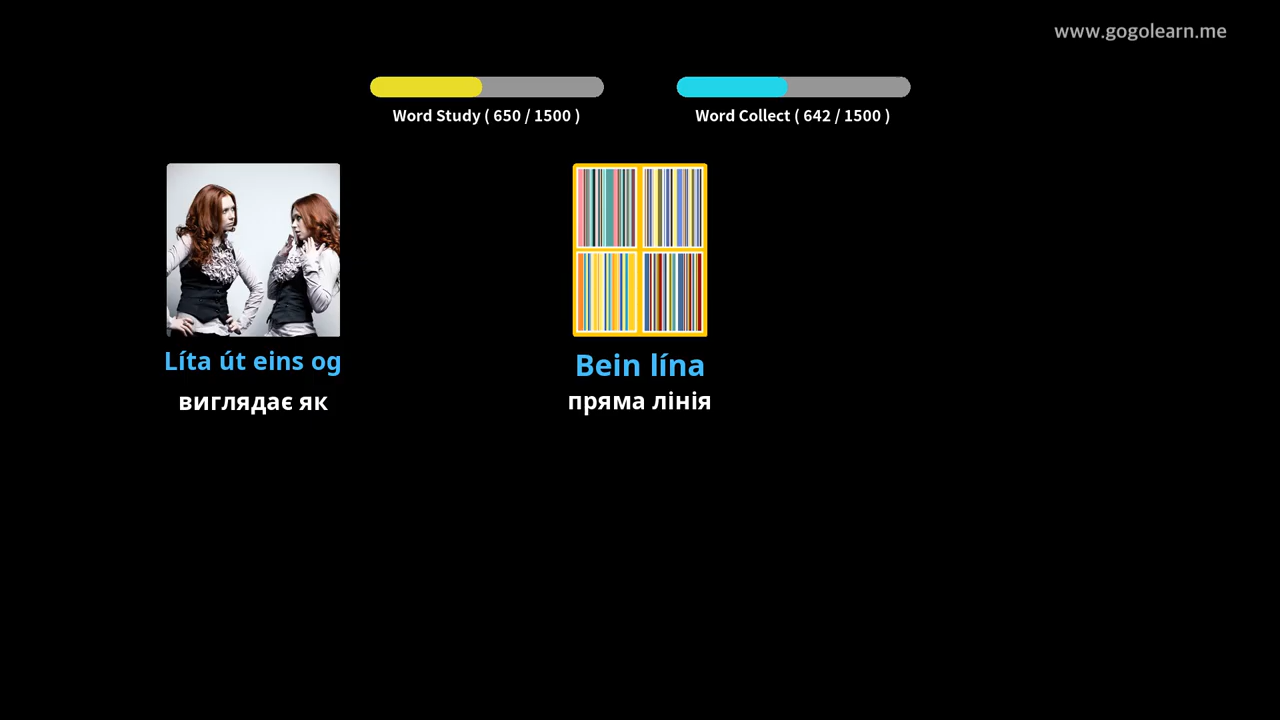 www.gogolearn.me
Word Study ( 650 / 1500 )
Word Collect ( 642 / 1500 )
Líta út eins og
виглядає як
Bein lína
пряма лінія